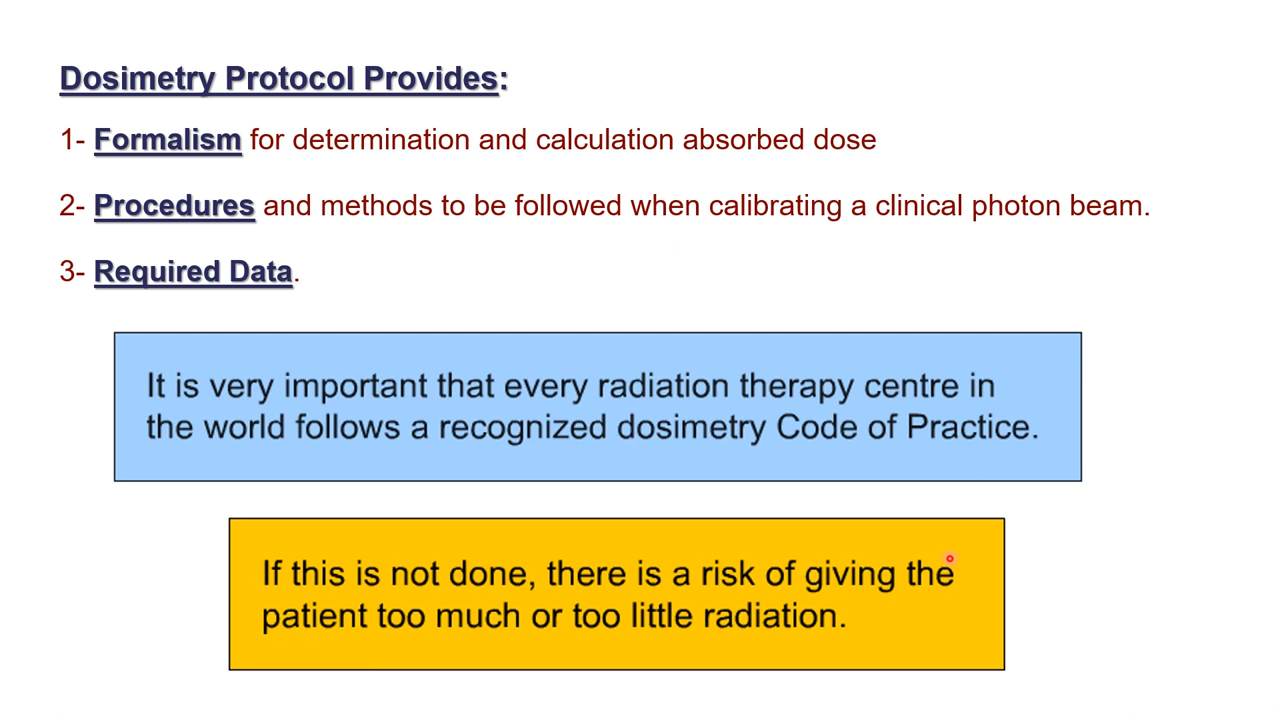 Dosimetry Protocol Provides:
1- Formalism for determination and calculation absorbed dose
2- Procedures and methods to be followed when calibrating a clinical photon beam.
3- Required Data.
It is very important that every radiation therapy centre in
the world follows a recognized dosimetry Code of Practice.
If this is not done, there is a risk of giving the
patient too much or too little radiation.